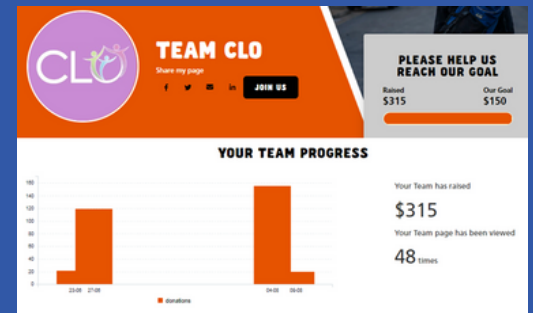 CLO
TEAM CLO
Share my page
JOIN US
PLEASE HELP US
REACH OUR GOAL
Raised
Our Goal
$315
$150
YOUR TEAM PROGRESS
160
140
120
100
80
60
40
20
0
23-08
27-08
04-08
donations
Your Team has raised
$315
Your Team page has been viewed
48 times